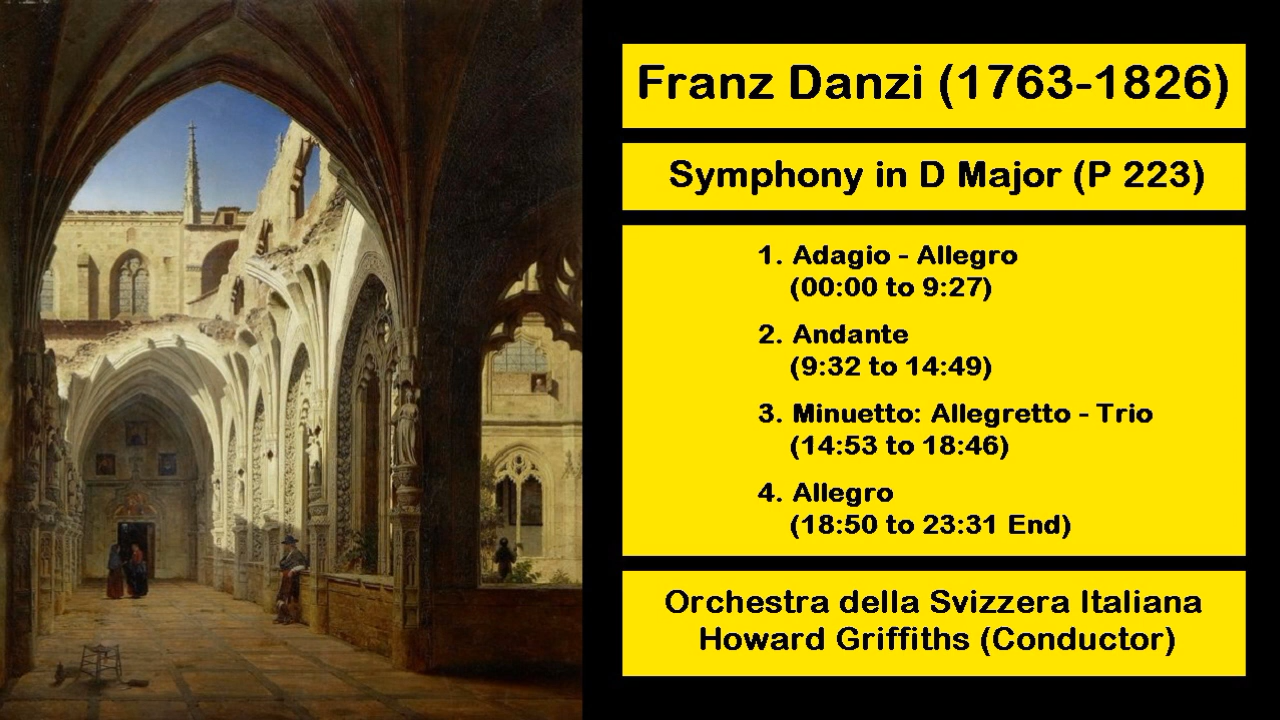 Franz Danzi (1763-1826)
Symphony in D Major (P 223)
1. Adagio - Allegro
(00:00 to 9:27)
2. Andante
(9:32 to 14:49)
3. Minuetto: Allegretto - Trio
(14:53 to 18:46)
4. Allegro
(18:50 to 23:31 End)
Orchestra della Svizzera Italiana
Howard Griffiths (Conductor)